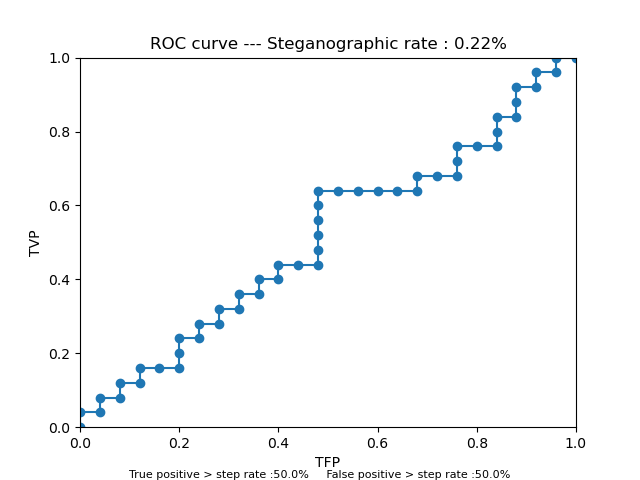 ROC curve --- Steganographic rate : 0.22%
1.0
0.8
0.6
0.4
0.2
0.0
TVP
0.0 0.2 0.4 0.6 0.8 1.0
TFP
True positive > step rate :50.0% False positive > step rate :50.0%